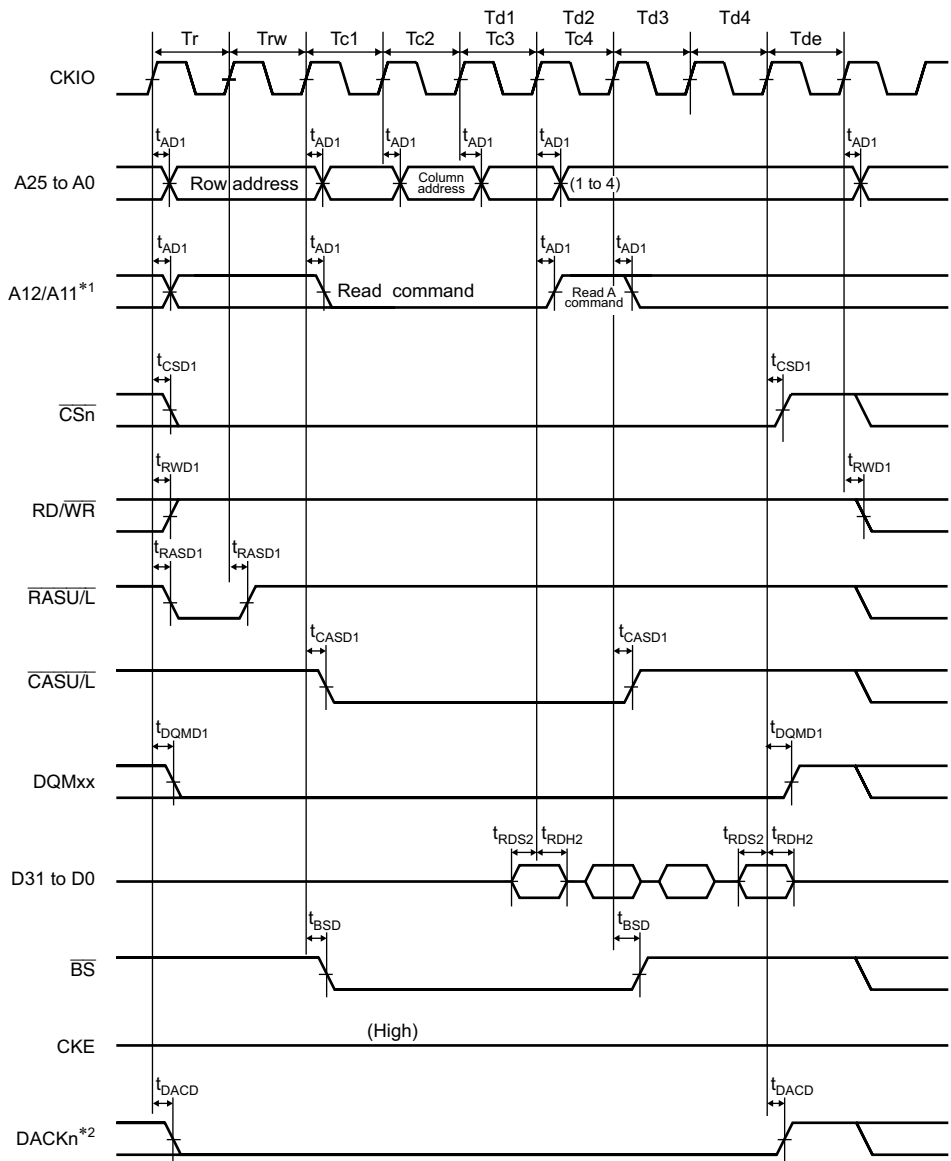 Td1 Td2 Td3 Td4
Tr Trw Tc1 Tc2 Tc3 Tc4 Tde
CKIO
tAD1 tAD1 tAD1 tAD1 tAD1 tAD1
A25 to A0 Row address Column address (1 to 4)
tAD1 tAD1 tAD1 tAD1
A12/A11*1 Read command Read A command
tCSD1 tCSD1
CSn
tRWD1 tRWD1
RD/WR
tRASD1 tRASD1
RASU/L
tCASD1 tCASD1
CASU/L
tDQMD1 tDQMD1
DQMxx
tRDS2 tRDH2 tRDS2 tRDH2
D31 to D0
tBSD tBSD
BS
(High)
CKE
tDACD tDACD
DACKn*2